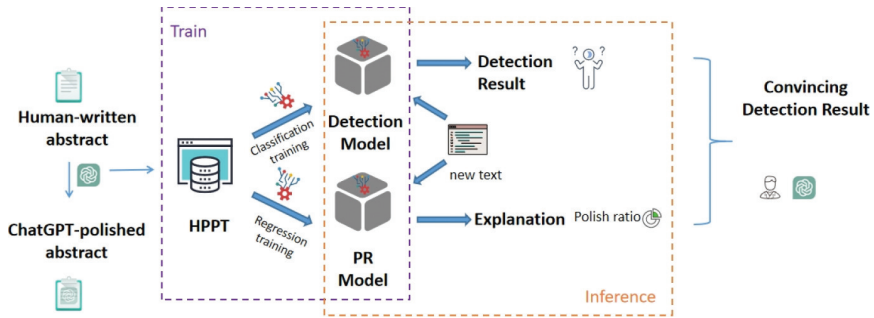 Train
Human-written
abstract
ChatGPT-polished
abstract
HPPT
Classification
training
Regression
training
Detection
Model
PR
Model
new text
Detection
Result
? ?
Explanation
Polish ratio
Inference
Convincing
Detection Result